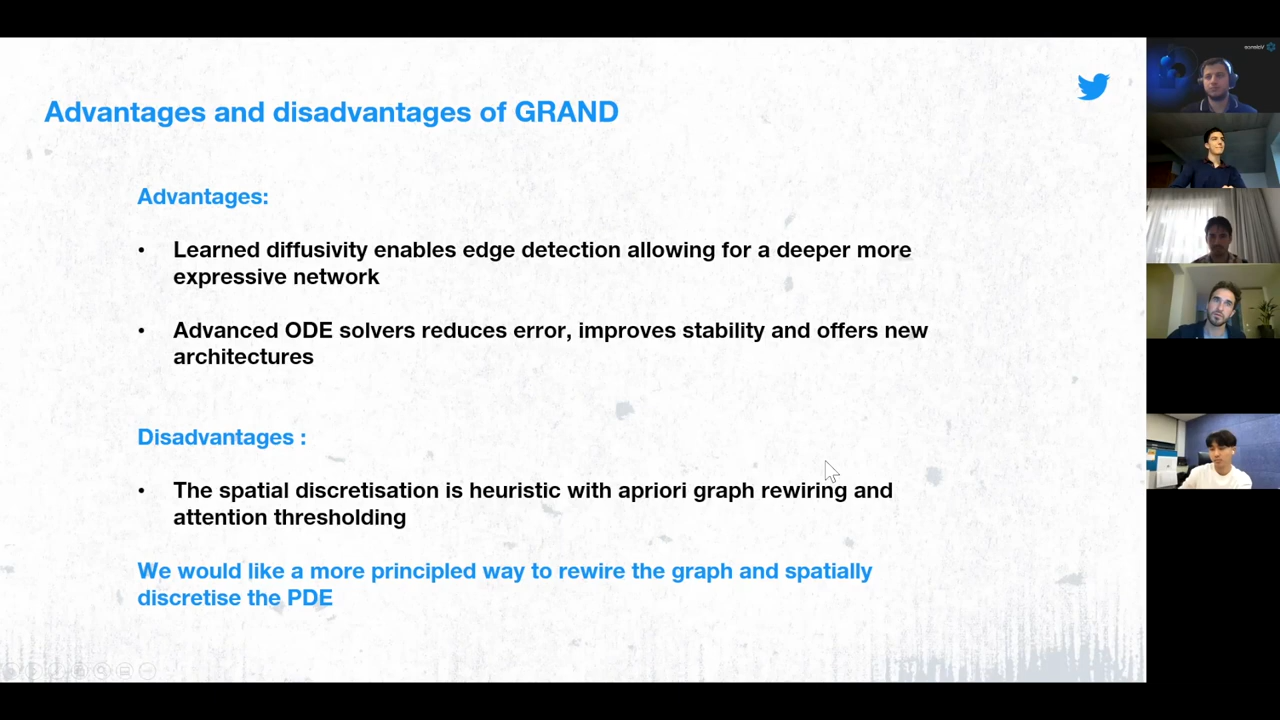 Advantages and disadvantages of GRAND
Advantages:
• Learned diffusivity enables edge detection allowing for a deeper more
expressive network
• Advanced ODE solvers reduces error, improves stability and offers new
architectures
Disadvantages :
• The spatial discretisation is heuristic with apriori graph rewiring and
attention thresholding
We would like a more principled way to rewire the graph and spatially
discretise the PDE